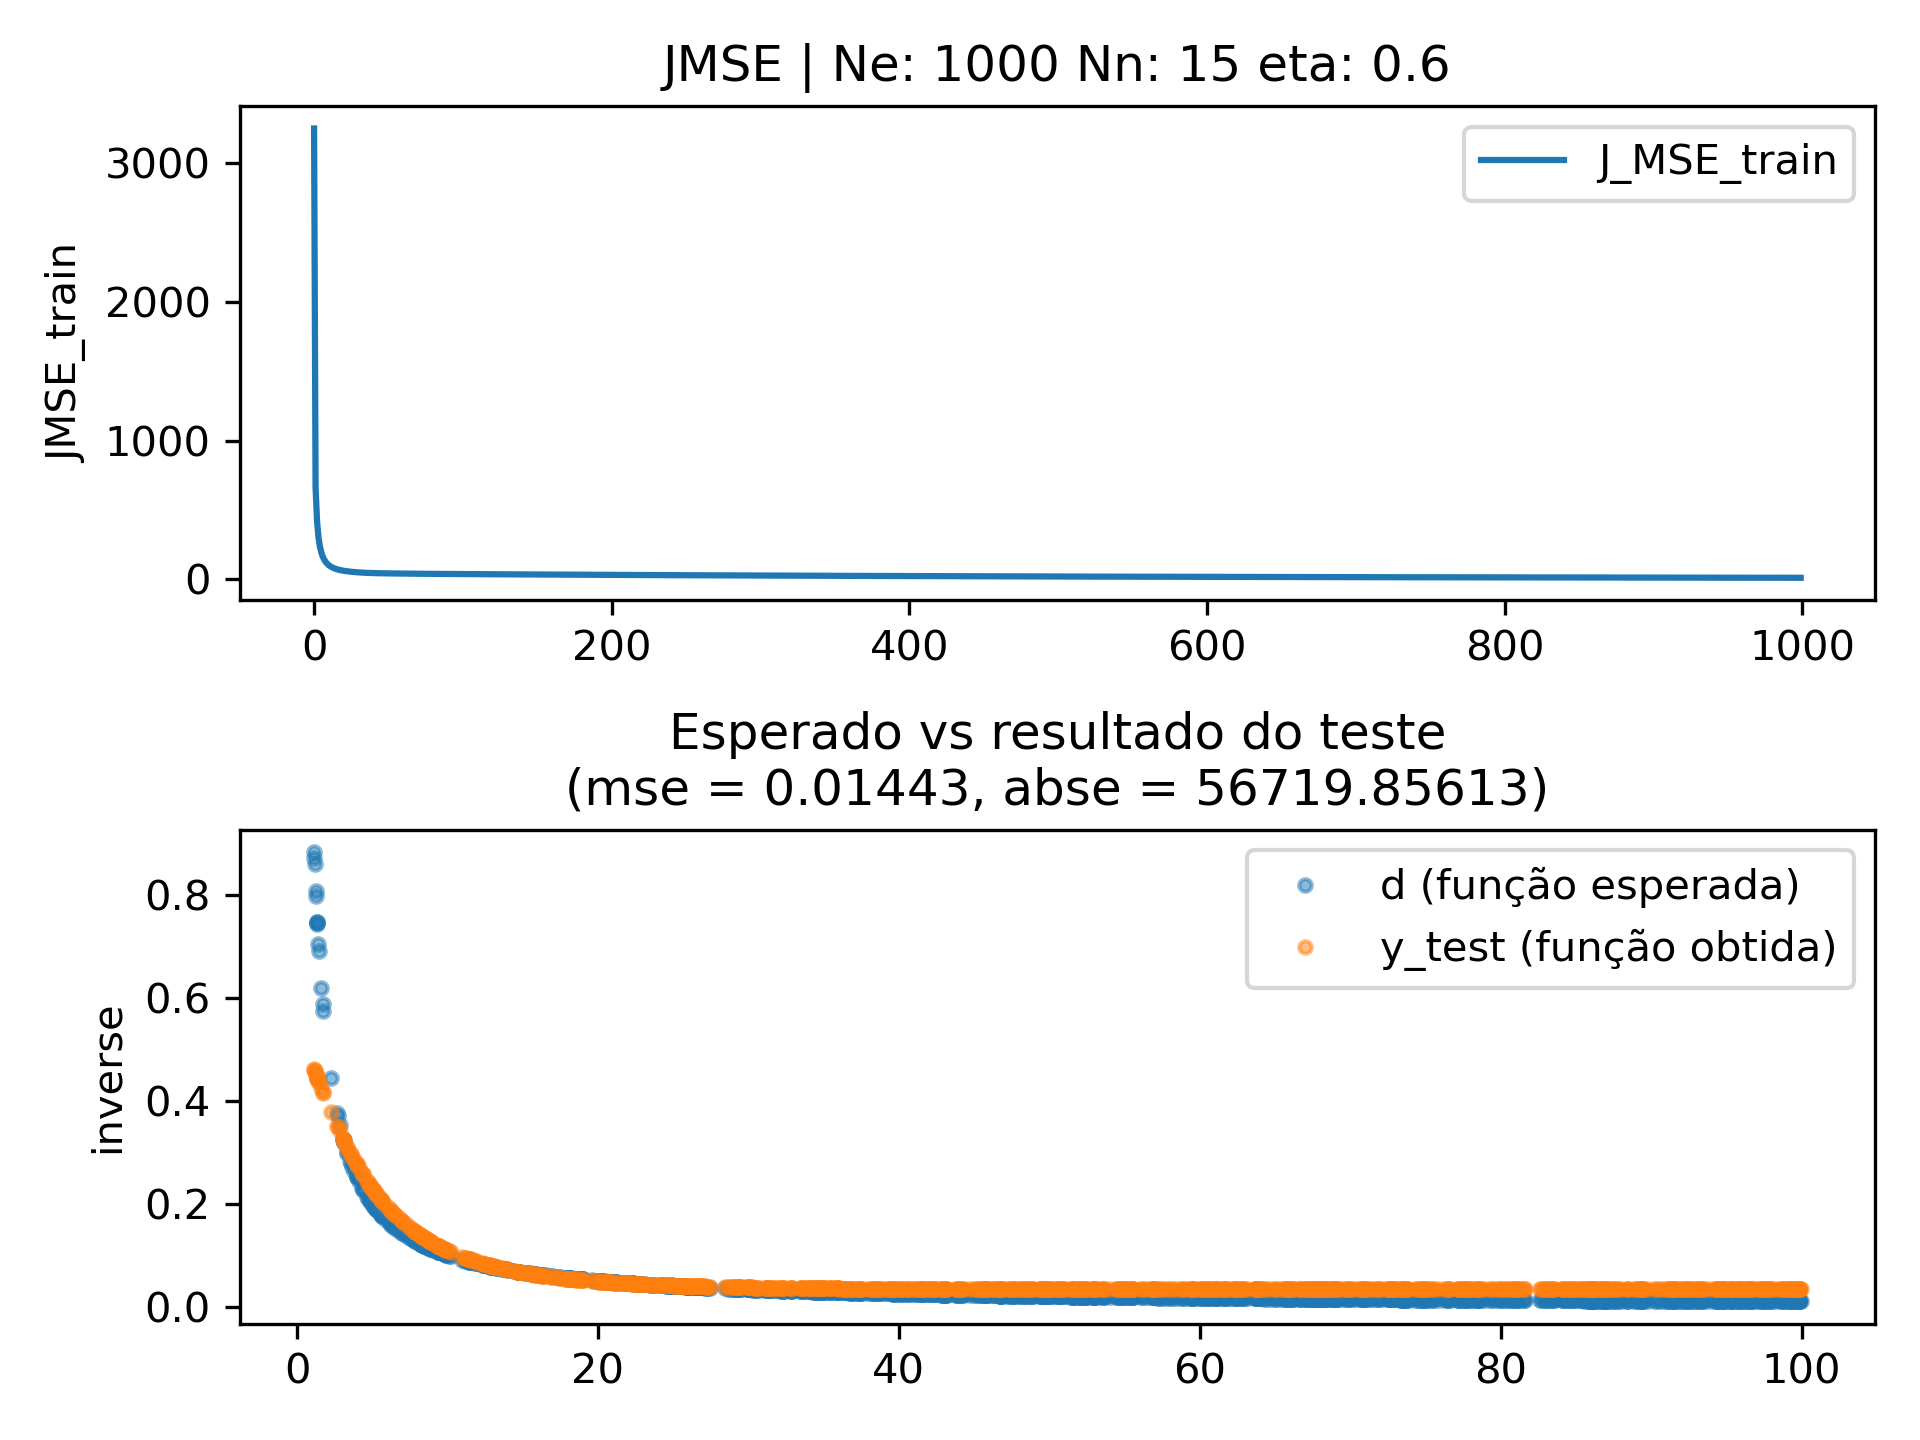 JMSE | Ne: 1000 Nn: 15 eta: 0.6
JMSE_train
3000
2000
1000
0
J_MSE_train
0 200 400 600 800 1000
Esperado vs resultado do teste
(mse = 0.01443, abse = 56719.85613)
inverse
0.8
0.6
0.4
0.2
0.0
d (função esperada)
y_test (função obtida)
0 20 40 60 80 100